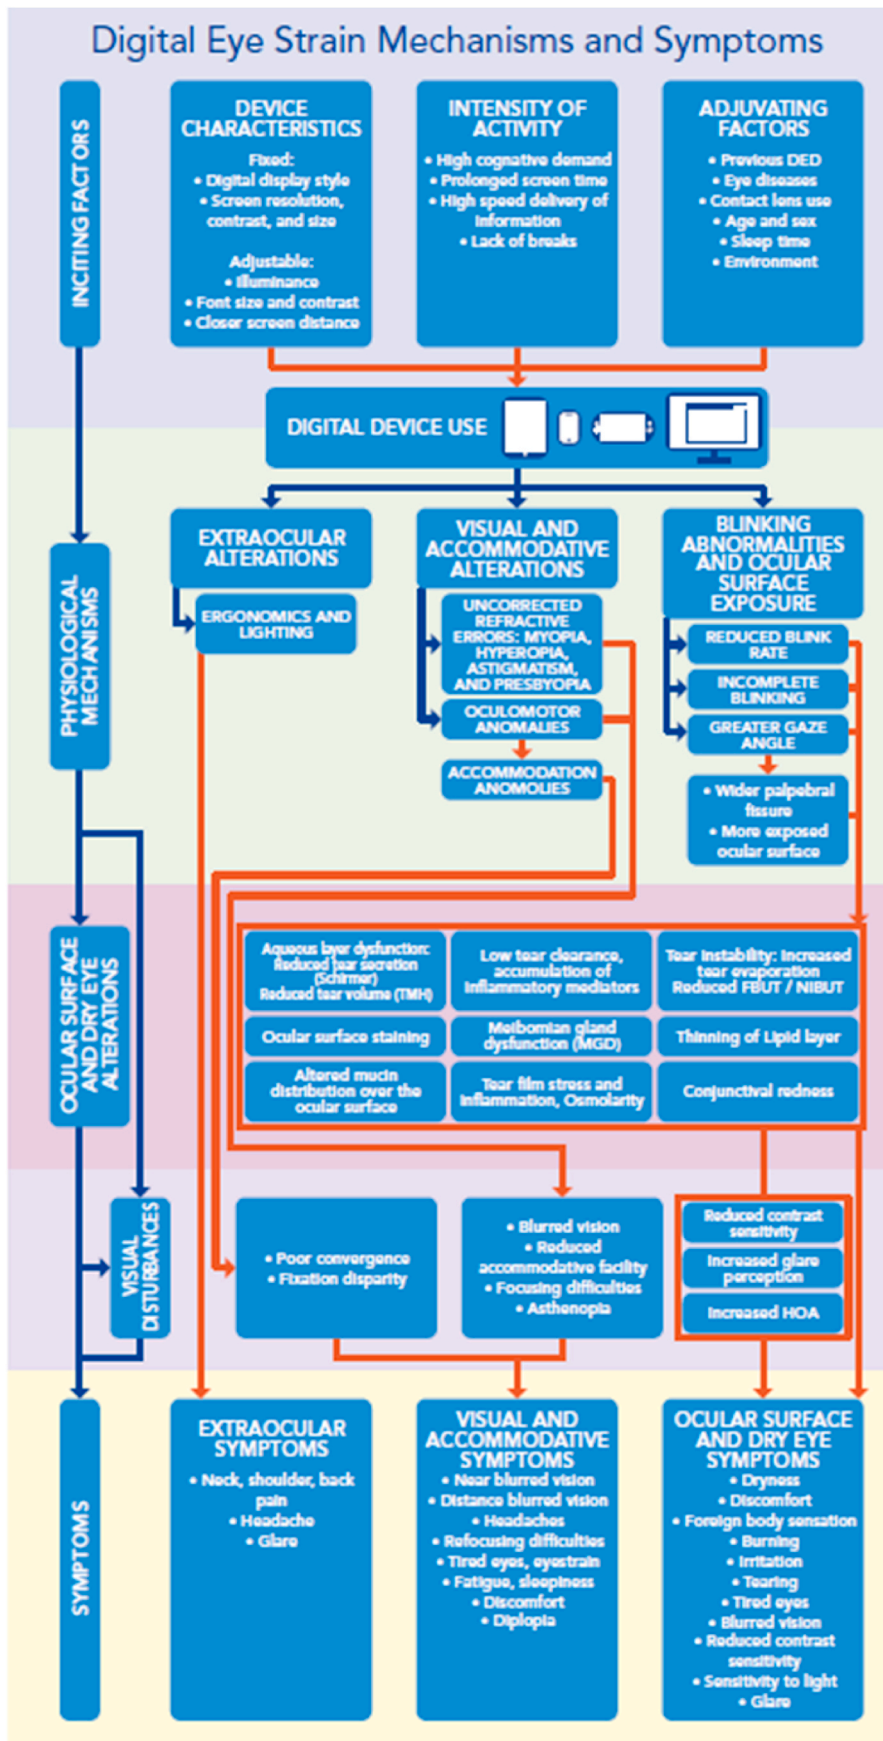 Digital Eye Strain Mechanisms and Symptoms
INCITING FACTORS
DEVICE
CHARACTERISTICS
Fixed:
• Digital display style
• Screen resolution,
contrast, and size
Adjustable:
• Illuminance
• Font size and contrast
• Closer screen distance
INTENSITY OF
ACTIVITY
• High cognitive demand
• Prolonged screen time
• High speed delivery of
information
• Lack of breaks
ADJUVATING
FACTORS
• Previous DED
• Eye diseases
• Contact lens use
• Age and sex
• Sleep time
• Environment
DIGITAL DEVICE USE
PHYSIOLOGICAL
MECHANISMS
EXTRAOCULAR
ALTERATIONS
ERGONOMICS AND
LIGHTING
VISUAL AND
ACCOMMODATIVE
ALTERATIONS
UNCORRECTED
REFRACTIVE
ERRORS: MYOPIA,
HYPEROPIA,
ASTIGMATISM,
AND PRESBYOPIA
OCULOMOTOR
ANOMALIES
ACCOMMODATION
ANOMOLIES
BLINKING
ABNORMALITIES
AND OCULAR
SURFACE
EXPOSURE
REDUCED BLINK
RATE
INCOMPLETE
BLINKING
GREATER GAZE
ANGLE
• Wider palpebral
fissure
• More exposed
ocular surface
OCULAR SURFACE
AND DRY EYE
ALTERATIONS
Aqueous layer dysfunction:
Reduced tear secretion
(Schirmer)
Reduced tear volume (TMH)
Low tear clearance,
accumulation of
inflammatory mediators
Tear Instability: Increased
tear evaporation
Reduced FBUT / NIBUT
Ocular surface staining
Meibomian gland
dysfunction (MGD)
Thinning of Lipid layer
Altered mucin
distribution over the
ocular surface
Tear film stress and
Inflammation, Osmolarity
Conjunctival redness
VISUAL
DISTURBANCES
• Poor convergence
• Fixation disparity
• Blurred vision
• Reduced
accommodative facility
• Focusing difficulties
• Asthenopia
Reduced contrast
sensitivity
Increased glare
perception
Increased HOA
SYMPTOMS
EXTRAOCULAR
SYMPTOMS
• Neck, shoulder, back
pain
• Headache
• Glare
VISUAL AND
ACCOMMODATIVE
SYMPTOMS
• Near blurred vision
• Distance blurred vision
• Headaches
• Refocusing difficulties
• Tired eyes, eyestrain
• Fatigue, sleepiness
• Discomfort
• Diplopia
OCULAR SURFACE
AND DRY EYE
SYMPTOMS
• Dryness
• Discomfort
• Foreign body sensation
• Burning
• Irritation
• Tearing
• Tired eyes
• Blurred vision
• Reduced contrast
sensitivity
• Sensitivity to light
• Glare